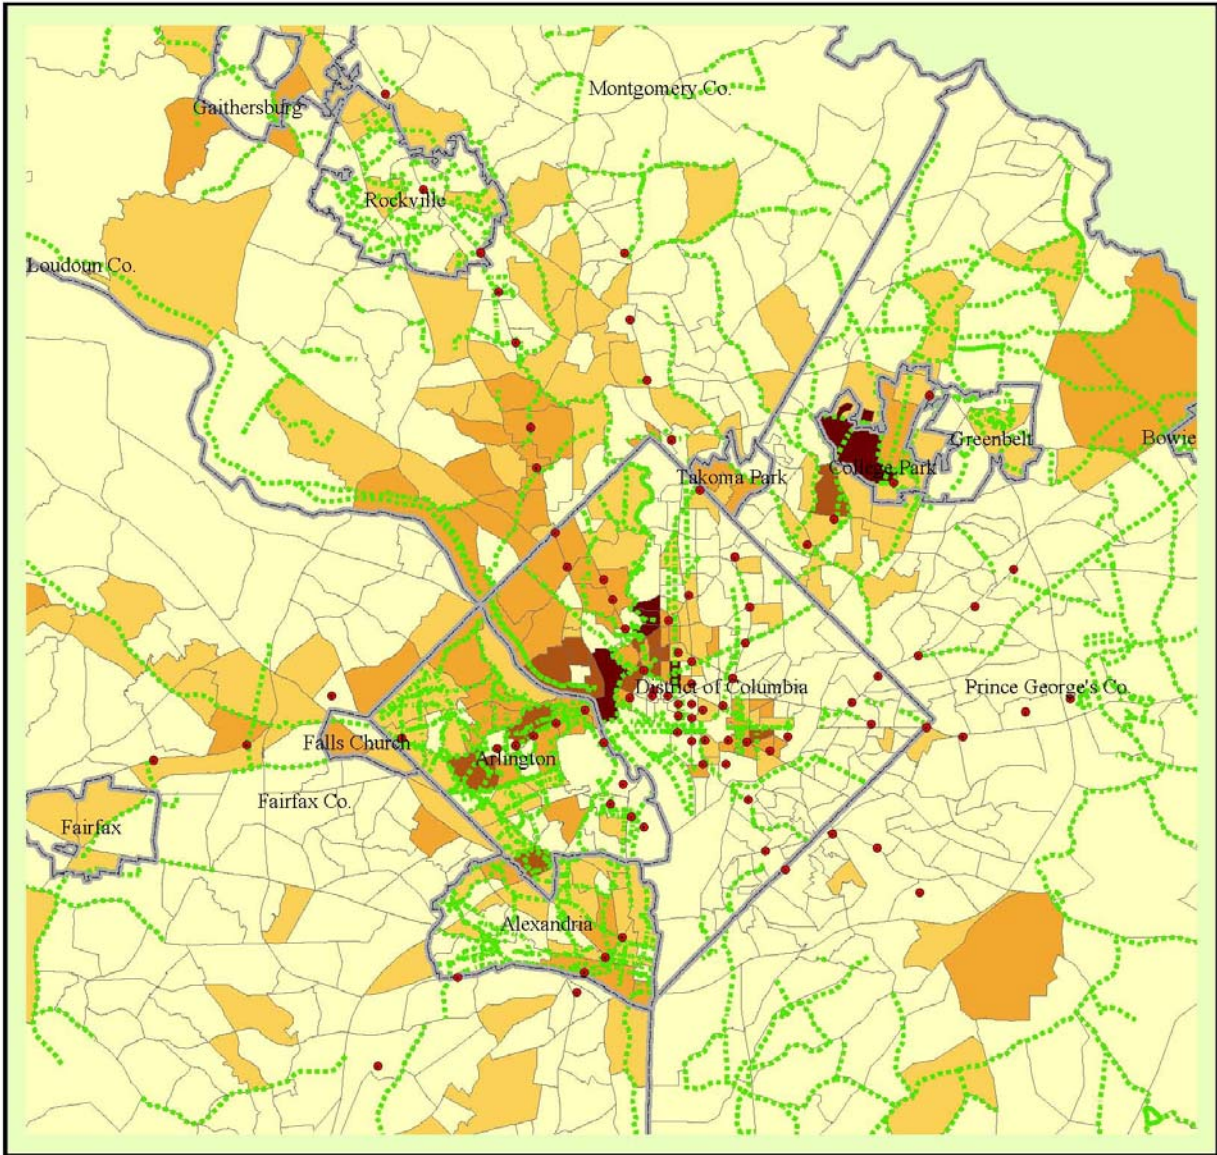 Montgomery Co.
Gaithersburg
Rockville
Loudoun Co.
Bowie
Greenbelt
College Park
Takoma Park
District of Columbia
Prince George's Co.
Falls Church
Arlington
Fairfax Co.
Fairfax
Alexandria